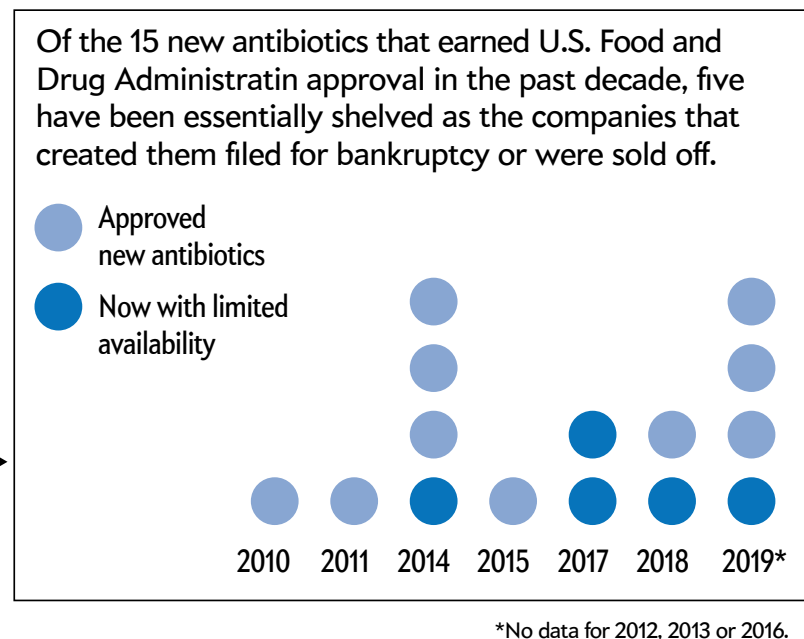 Of the 15 new antibiotics that earned U.S. Food and
Drug Administratin approval in the past decade, five
have been essentially shelved as the companies that
created them filed for bankruptcy or were sold off.
Approved
new antibiotics
Now with limited
availability
2010 2011 2014 2015 2017 2018 2019*
*No data for 2012, 2013 or 2016.